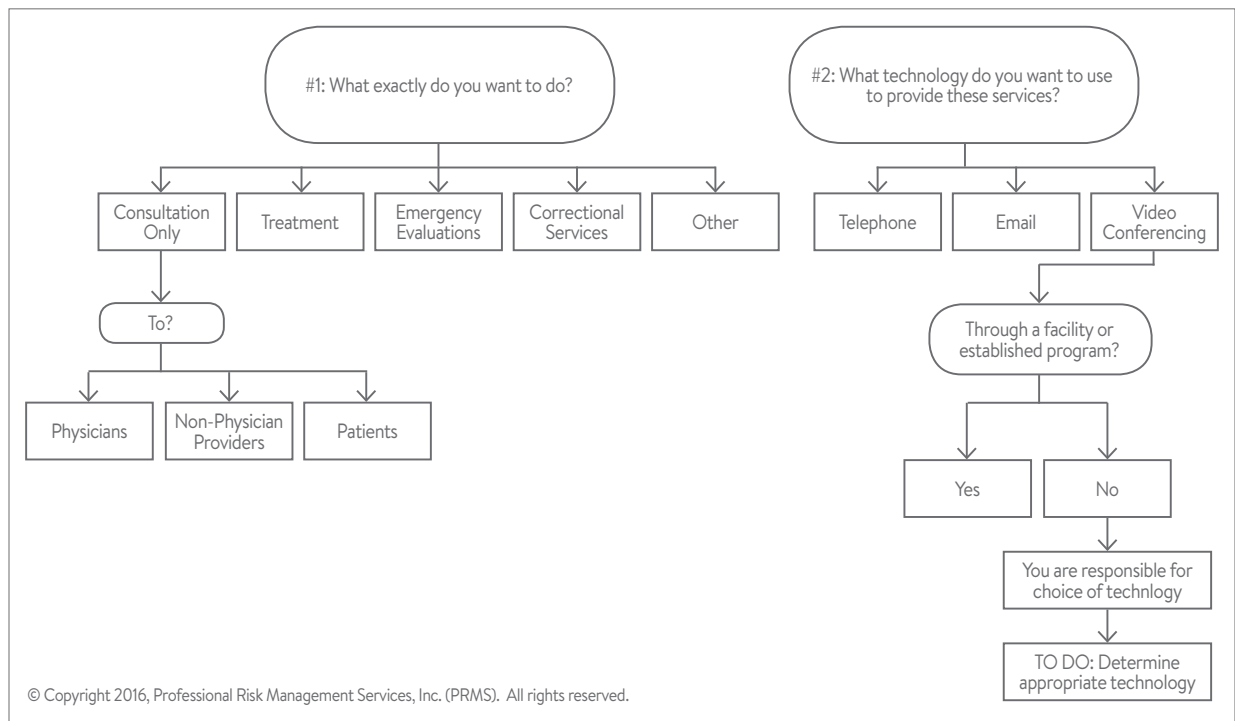 #1: What exactly do you want to do?
Consultation
Only
Treatment
Emergency
Evaluations
Correctional
Services
Other
To?
Physicians
Non-Physician
Providers
Patients
#2: What technology do you want to use
to provide these services?
Telephone
Email
Video
Conferencing
Through a facility or
established program?
Yes
No
You are responsible for
choice of technlogy
TO DO: Determine
appropriate technology
© Copyright 2016, Professional Risk Management Services, Inc. (PRMS). All rights reserved.